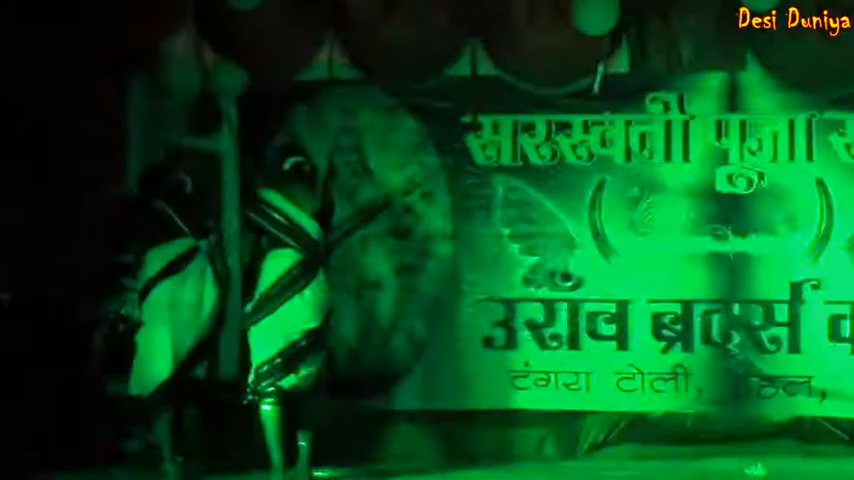 Desi Duniya
सरस्वती पूजा
उराँव ब्रदर्स
टंगरा टोली,